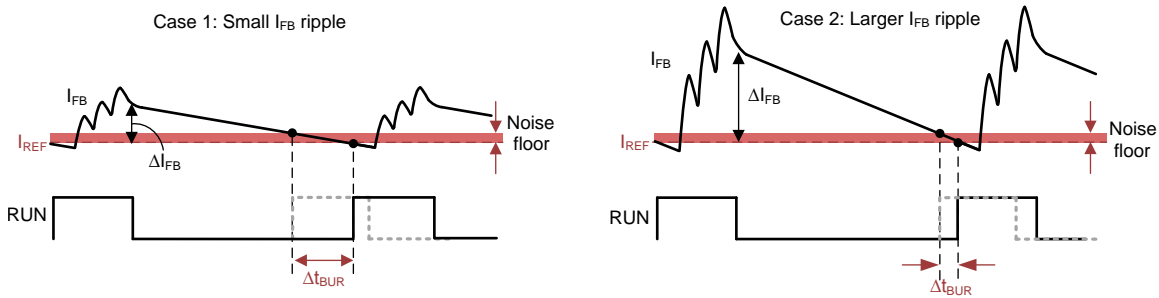 Case 1: Small IFB ripple
IFB
IREF
ΔIFB
Noise
floor
RUN
ΔtBUR
Case 2: Larger IFB ripple
IFB
IREF
ΔIFB
Noise
floor
RUN
ΔtBUR